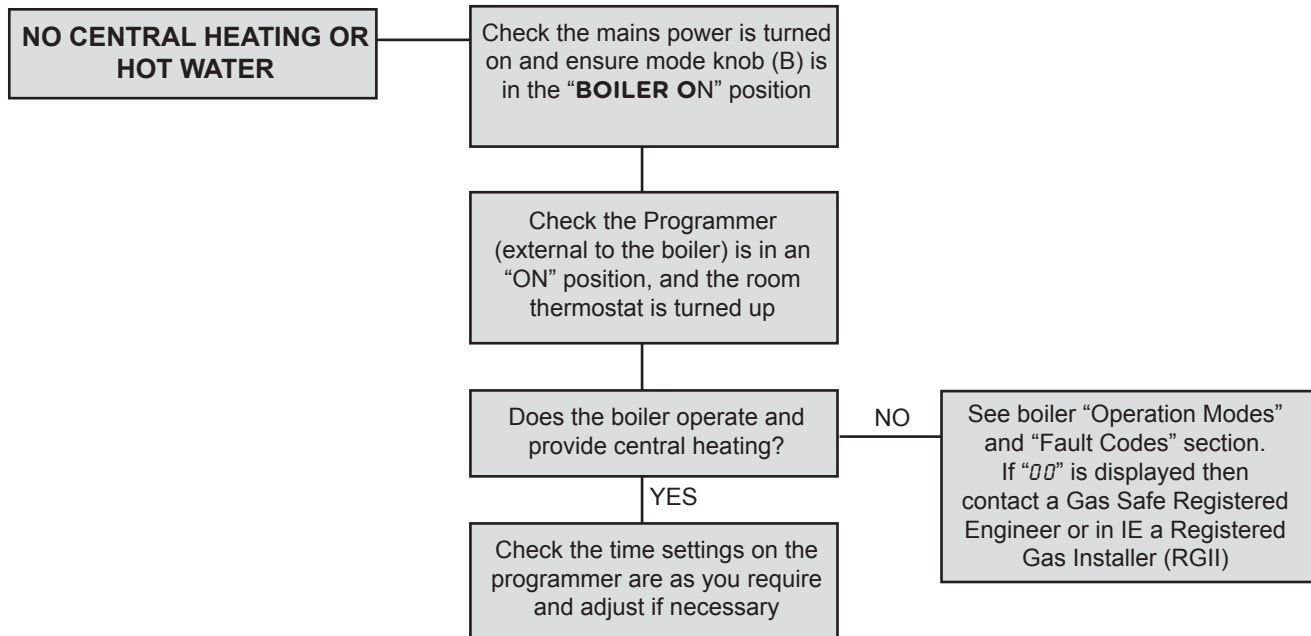 NO CENTRAL HEATING OR
HOT WATER
Check the mains power is turned
on and ensure mode knob (B) is
in the “BOILER ON” position
Check the Programmer
(external to the boiler) is in an
“ON” position, and the room
thermostat is turned up
Does the boiler operate and
provide central heating?
NO
See boiler “Operation Modes”
and “Fault Codes” section.
If “00” is displayed then
contact a Gas Safe Registered
Engineer or in IE a Registered
Gas Installer (RGII)
YES
Check the time settings on the
programmer are as you require
and adjust if necessary